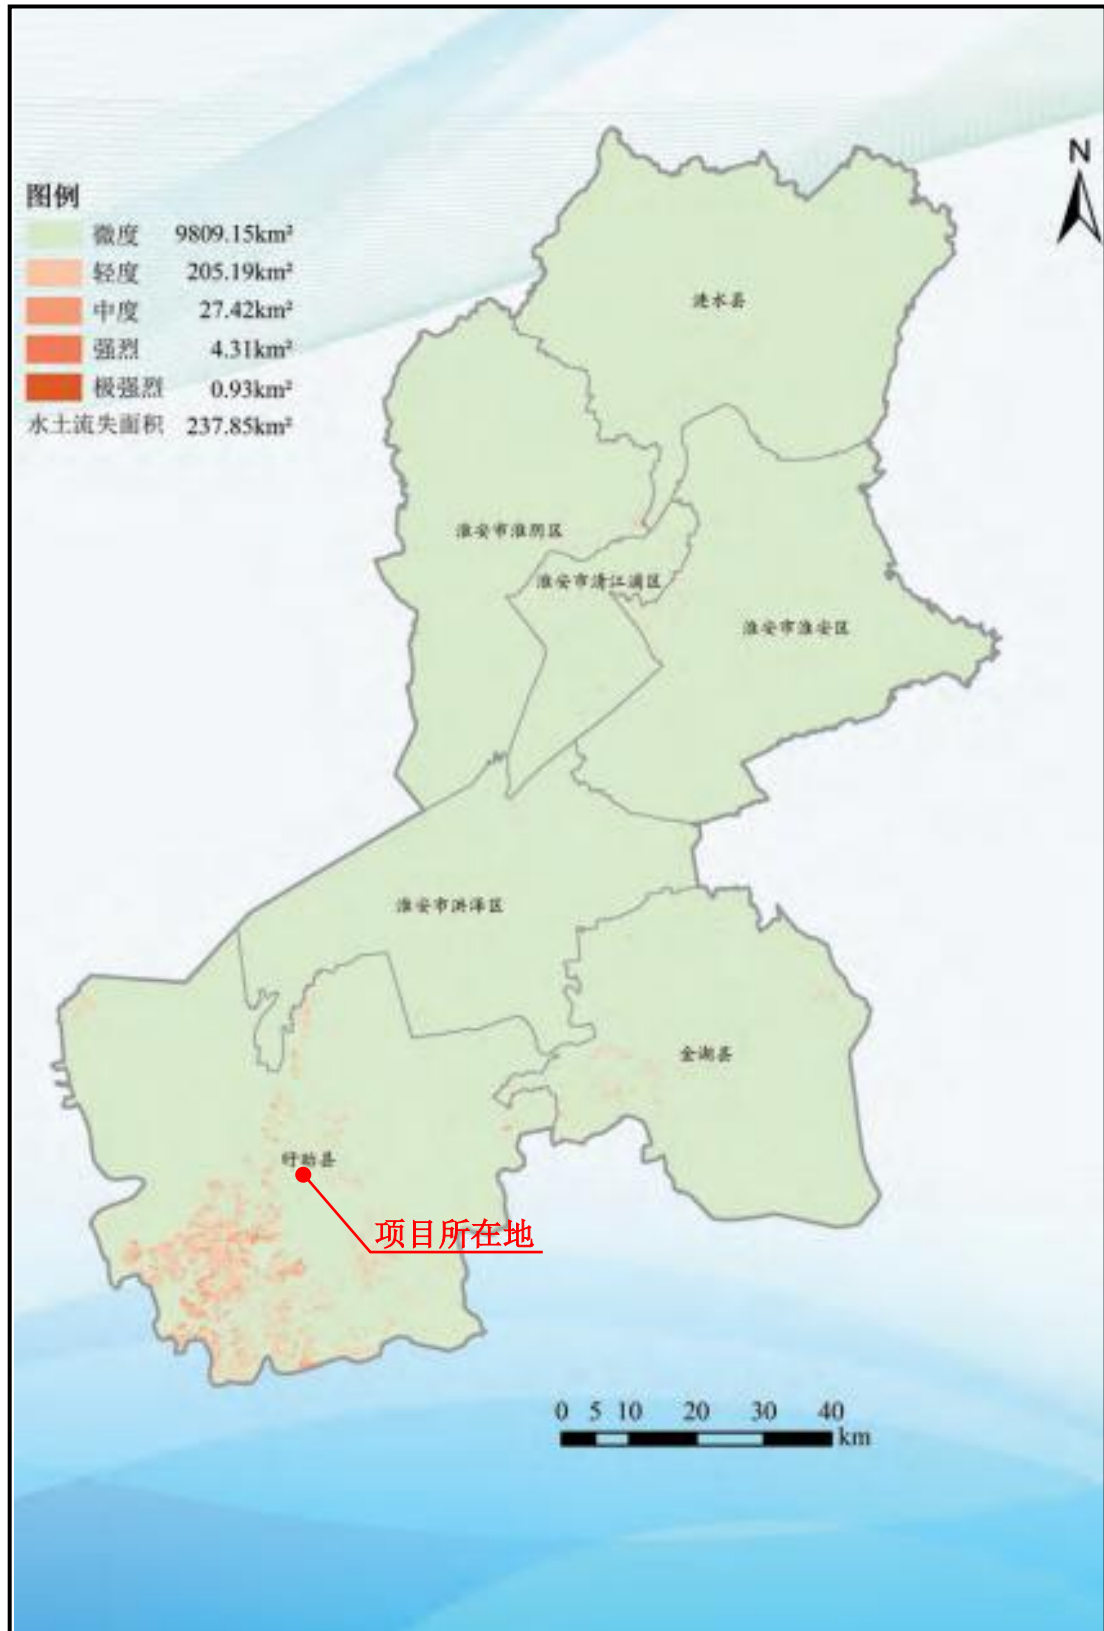 N
图例
微度 9809.15km²
轻度 205.19km²
中度 27.42km²
强烈 4.31km²
极强烈 0.93km²
水土流失面积 237.85km²
涟水县
淮安市淮阴区
淮安市清江浦区
淮安市淮安区
淮安市洪泽区
金湖县
盱眙县
项目所在地
0 5 10 20 30 40
km